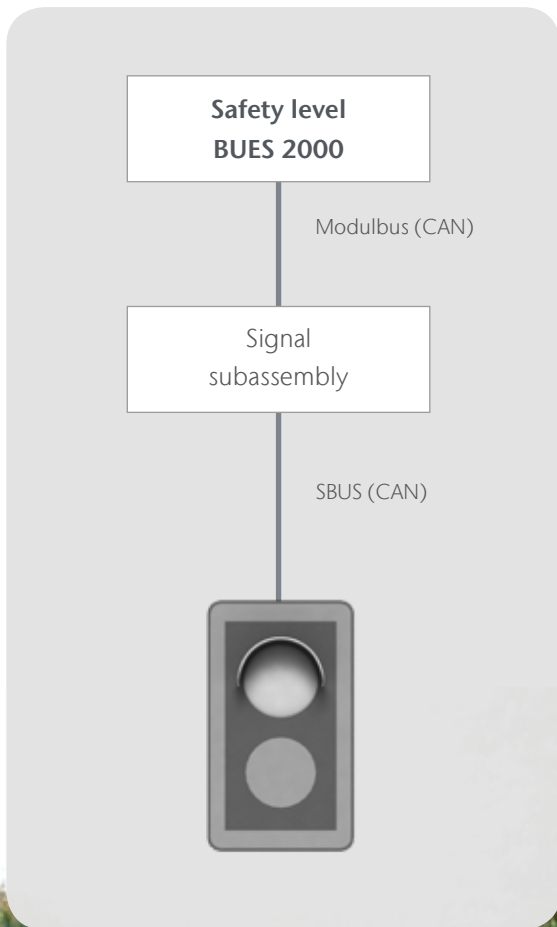 Safety level
BUES 2000
Modulbus (CAN)
Signal
subassembly
SBUS (CAN)